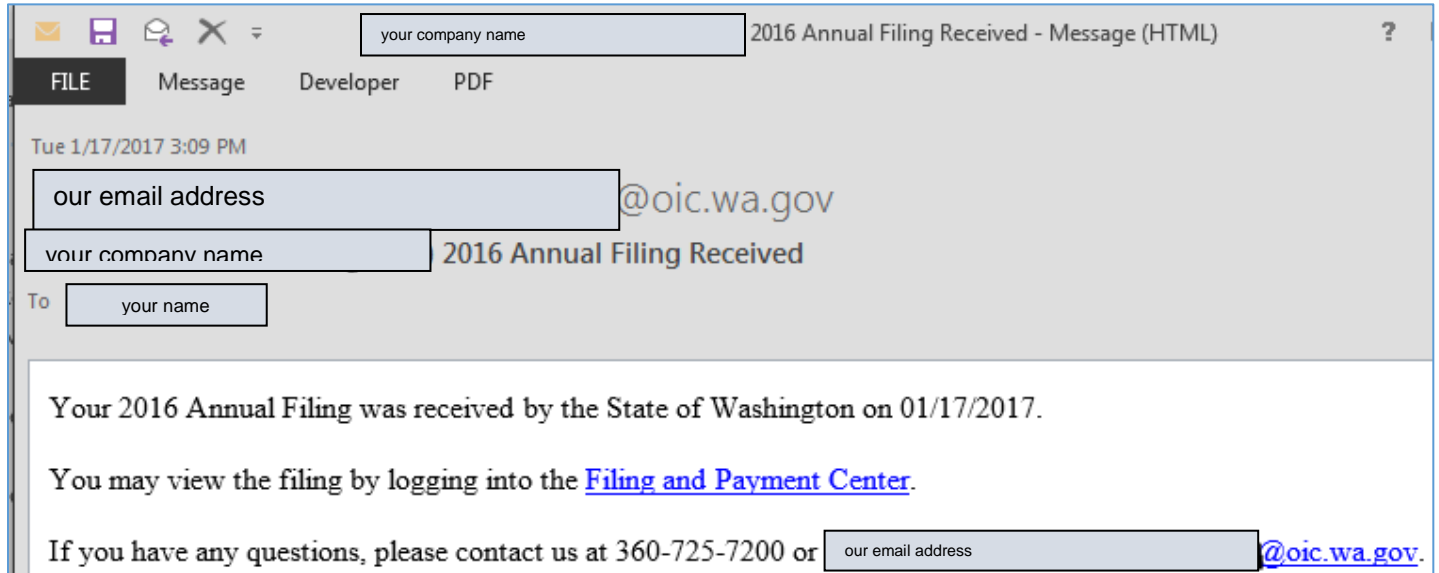 your company name 2016 Annual Filing Received - Message (HTML) ?
FILE Message Developer PDF
Tue 1/17/2017 3:09 PM
our email address @oic.wa.gov
your company name ) 2016 Annual Filing Received
To your name
Your 2016 Annual Filing was received by the State of Washington on 01/17/2017.
You may view the filing by logging into the Filing and Payment Center.
If you have any questions, please contact us at 360-725-7200 or our email address @oic.wa.gov.